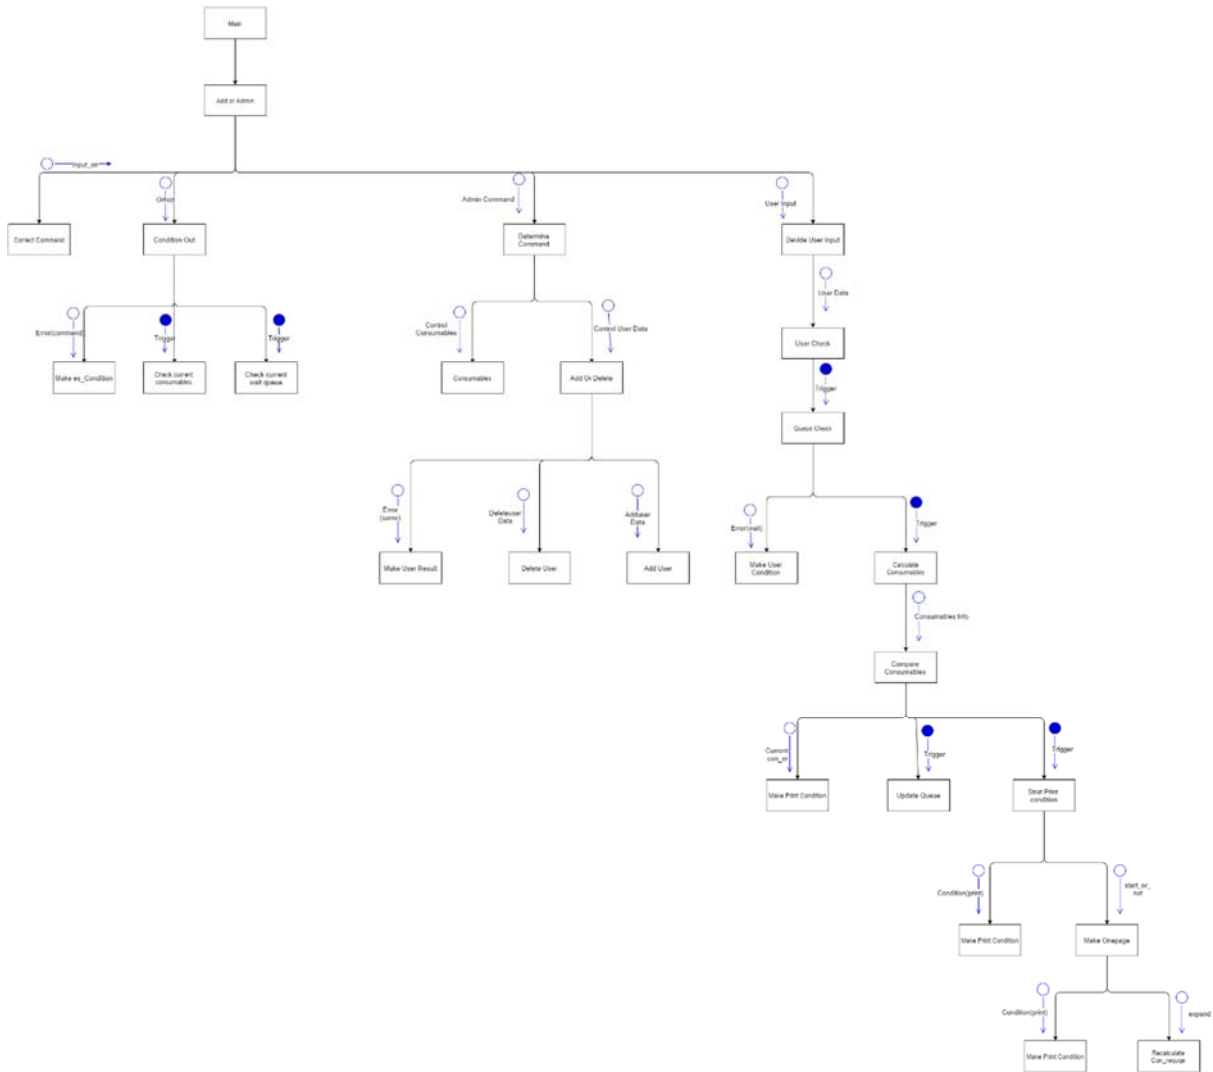 Main
Add or Admin
Input_en
Admin Command
User Input
Correct Command
Condition Out
Determine
Command
Devide User Input
User Data
Control
Consumables
Control User Data
Error(command)
Trigger
Trigger
User Check
Make es_Condition
Check current
consumables
Check current
wait queue
Consumables
Add Or Delete
Trigger
Queue Check
Error
(same)
Deleteuser
Data
Adduser
Data
Error(wait)
Trigger
Make User Result
Delete User
Add User
Make User
Condition
Calculate
Consumables
Consumables Info
Compare
Consumables
Current
con_er
Trigger
Trigger
Make Print Condition
Update Queue
Strat Print
condition
Condition(print)
start_or_
not
Make Print Condition
Make Onepage
Condition(print)
expend
Make Print Condition
Recalculate